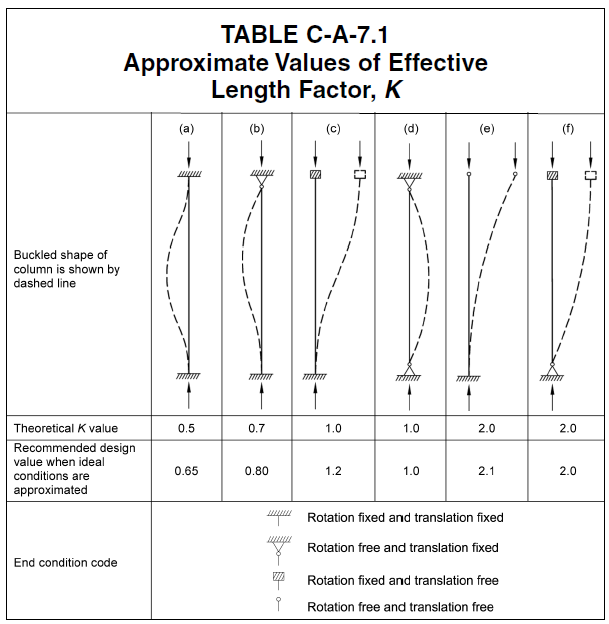 TABLE C-A-7.1
Approximate Values of Effective
Length Factor, K
(a) (b) (c) (d) (e) (f)
Buckled shape of
column is shown by
dashed line
Theoretical K value 0.5 0.7 1.0 1.0 2.0 2.0
Recommended design
value when ideal
conditions are
approximated
0.65 0.80 1.2 1.0 2.1 2.0
End condition code
Rotation fixed and translation fixed
Rotation free and translation fixed
Rotation fixed and translation free
Rotation free and translation free